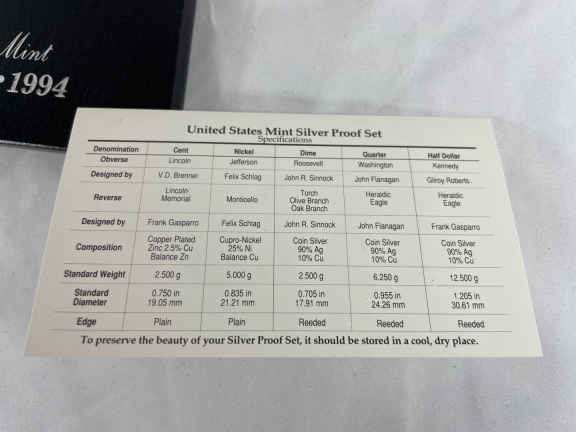 Mint
• 1994
United States Mint Silver Proof Set
Specifications
Denomination Cent Nickel Dime Quarter Half Dollar
Obverse Lincoln Jefferson Roosevelt Washington Kennedy
Designed by V.D. Brenner Felix Schlag John R. Sinnock John Flanagan Gilroy Roberts
Reverse Lincoln Memorial Monticello Torch Olive Branch Oak Branch Heraldic Eagle Heraldic Eagle
Designed by Frank Gasparro Felix Schlag John R. Sinnock John Flanagan Frank Gasparro
Composition Copper Plated Zinc 2.5% Cu Balance Zn Cupro-Nickel 25% Ni Balance Cu Coin Silver 90% Ag 10% Cu Coin Silver 90% Ag 10% Cu Coin Silver 90% Ag 10% Cu
Standard Weight 2.500 g 5.000 g 2.500 g 6.250 g 12.500 g
Standard Diameter 0.750 in 19.05 mm 0.835 in 21.21 mm 0.705 in 17.91 mm 0.955 in 24.26 mm 1.205 in 30.61 mm
Edge Plain Plain Reeded Reeded Reeded
To preserve the beauty of your Silver Proof Set, it should be stored in a cool, dry place.